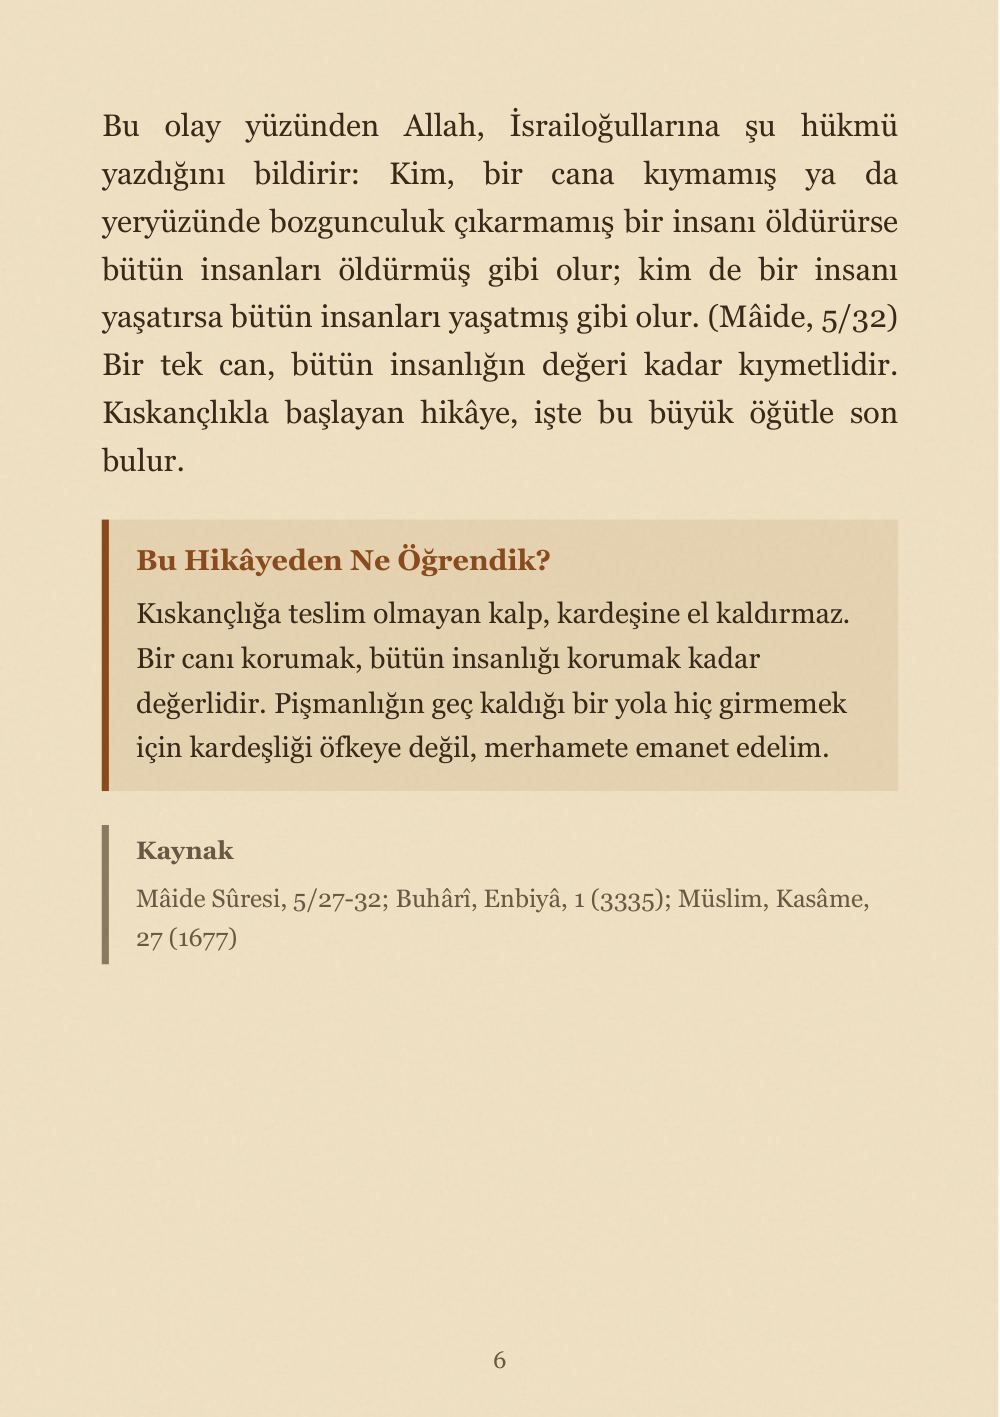 Bu olay yüzünden Allah, İsrailoğullarına şu hükmü
yazdığını bildirir: Kim, bir cana kıymamış ya da
yeryüzünde bozgunculuk çıkarmamış bir insanı öldürürse
bütün insanları öldürmüş gibi olur; kim de bir insanı
yaşatırsa bütün insanları yaşatmış gibi olur. (Mâide, 5/32)
Bir tek can, bütün insanlığın değeri kadar kıymetlidir.
Kıskançlıkla başlayan hikâye, işte bu büyük öğütle son
bulur.
Bu Hikâyeden Ne Öğrendik?
Kıskançlığa teslim olmayan kalp, kardeşine el kaldırmaz.
Bir canı korumak, bütün insanlığı korumak kadar
değerlidir. Pişmanlığın geç kaldığı bir yola hiç girmemek
için kardeşliği öfkeye değil, merhamete emanet edelim.
Kaynak
Mâide Sûresi, 5/27-32; Buhârî, Enbiyâ, 1 (3335); Müslim, Kasâme,
27 (1677)
6